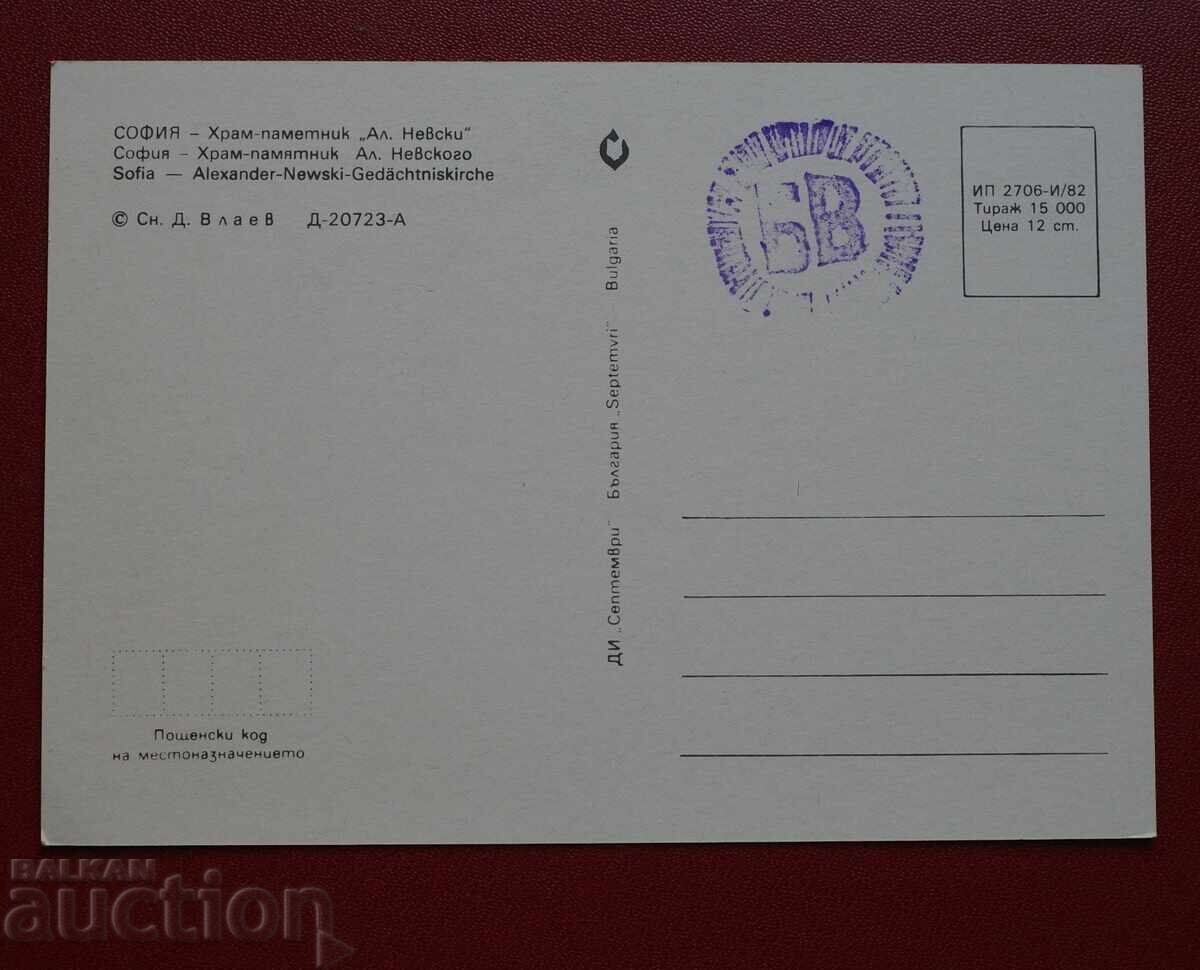 СОФИЯ – Храм-паметник „Ал. Невски"
София – Храм-памятник Ал. Невского
Sofia — Alexander-Newski-Gedächtniskirche
© Сн. Д. Влаев Д-20723-А
БВ
ИП 2706-И/82
Тираж 15 000
Цена 12 ст.
ДИ „Септември" България „Septemvri" Bulgaria
Пощенски код
на местоназначението
BALKAN
auction